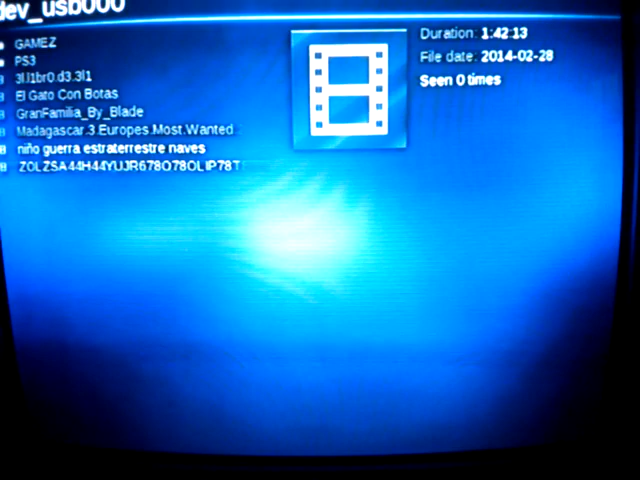 dev_usb000
GAMEZ
PS3
3l.l1br0.d3.3l1
El Gato Con Botas
GranFamilia_By_Blade
Madagascar.3.Europes.Most.Wanted
niño guerra estraterrestre naves
Duration: 1:42:13
File date: 2014-02-28
Seen 0 times